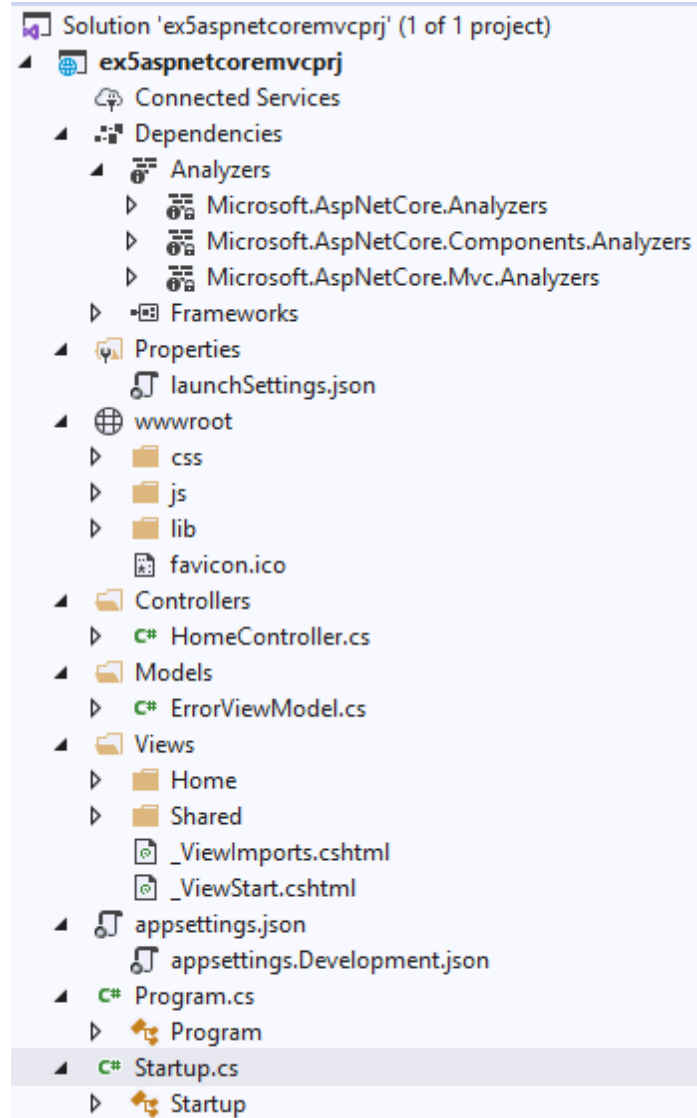 Solution 'ex5aspnetcoremvcprj' (1 of 1 project)
ex5aspnetcoremvcprj
Connected Services
Dependencies
Analyzers
Microsoft.AspNetCore.Analyzers
Microsoft.AspNetCore.Components.Analyzers
Microsoft.AspNetCore.Mvc.Analyzers
Frameworks
Properties
launchSettings.json
wwwroot
css
js
lib
favicon.ico
Controllers
C# HomeController.cs
Models
C# ErrorViewModel.cs
Views
Home
Shared
_ViewImports.cshtml
_ViewStart.cshtml
appsettings.json
appsettings.Development.json
C# Program.cs
Program
C# Startup.cs
Startup